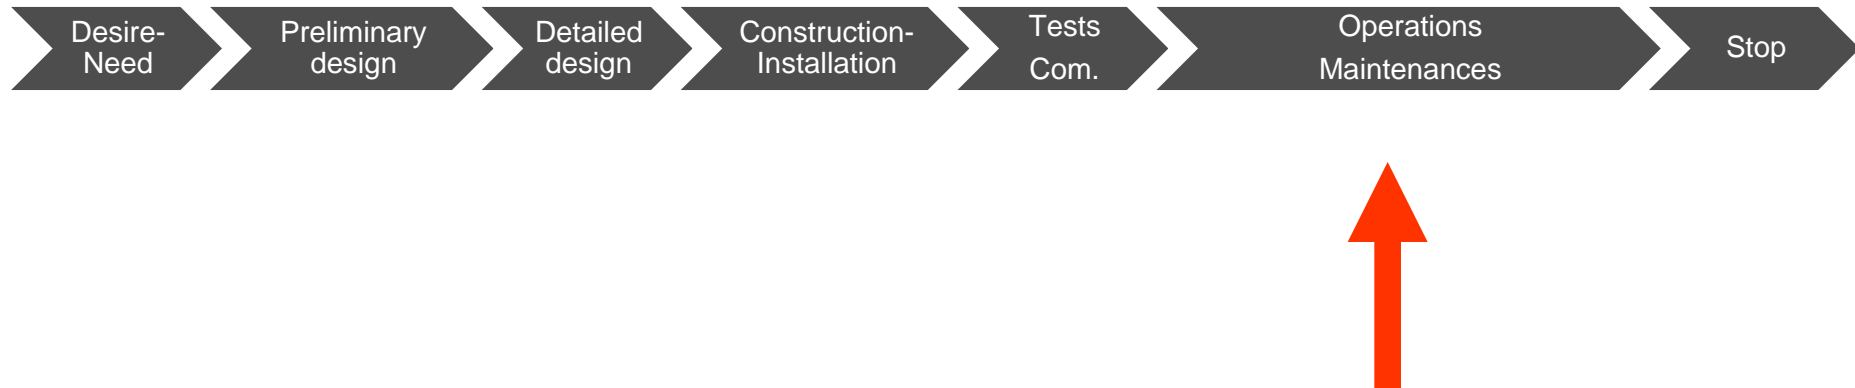 Desire-
Need
Preliminary
design
Detailed
design
Construction-
Installation
Tests
Com.
Operations
Maintenances
Stop